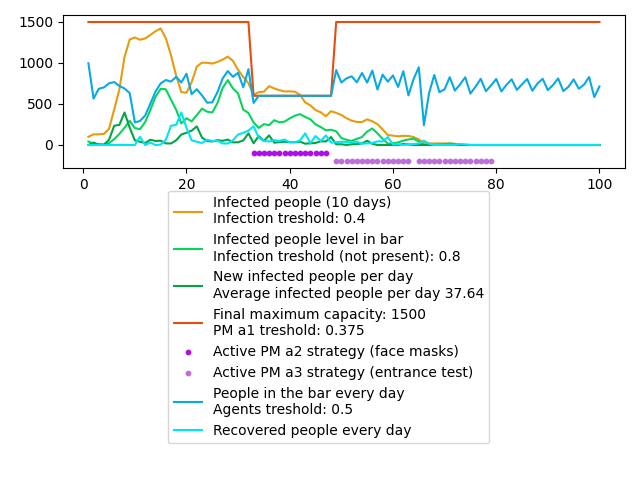 1500
1000
500
0
0
20
40
60
80
100
Infected people (10 days)
Infection treshold: 0.4
Infected people level in bar
Infection treshold (not present): 0.8
New infected people per day
Average infected people per day 37.64
Final maximum capacity: 1500
PM a1 treshold: 0.375
Active PM a2 strategy (face masks)
Active PM a3 strategy (entrance test)
People in the bar every day
Agents treshold: 0.5
Recovered people every day